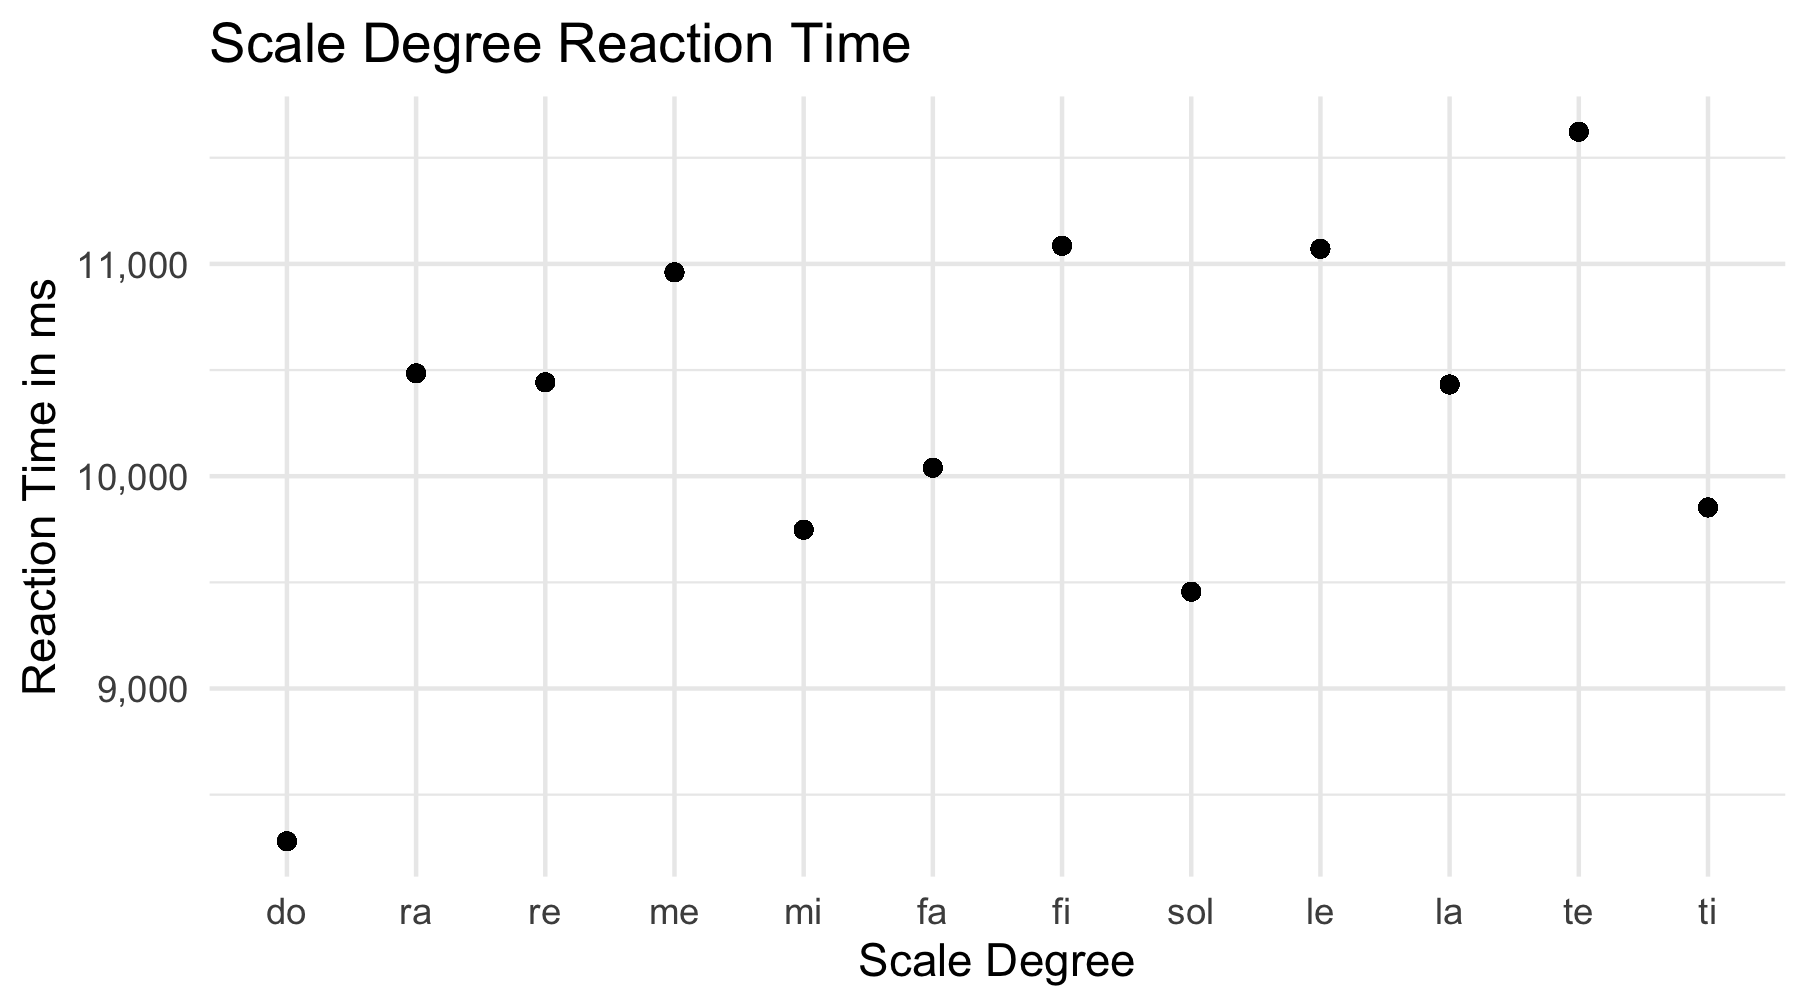 Scale Degree Reaction Time
Reaction Time in ms
11,000
10,000
9,000
do ra re me mi fa fi sol le la te ti
Scale Degree